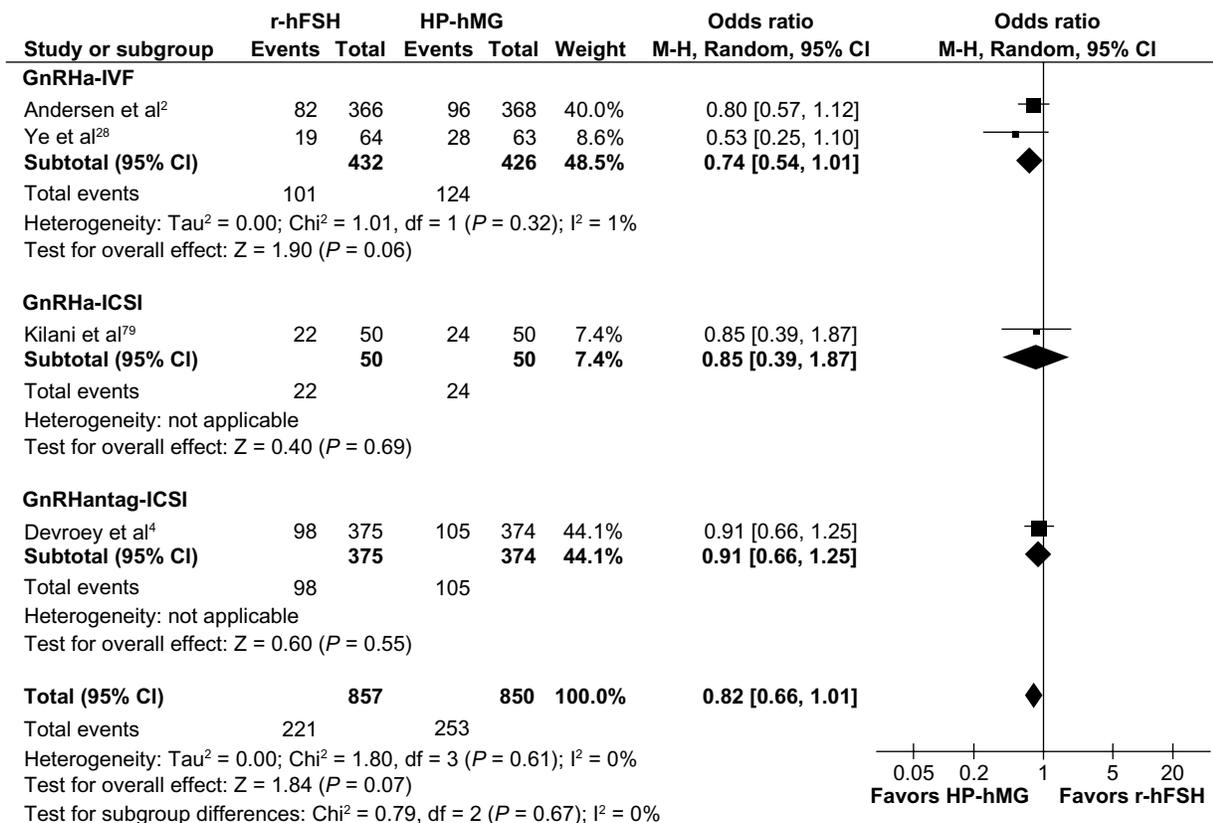 r-hFSH HP-hMG Odds ratio Odds ratio
Study or subgroup Events Total Events Total Weight M-H, Random, 95% CI M-H, Random, 95% CI
GnRHa-IVF
Andersen et al² 82 366 96 368 40.0% 0.80 [0.57, 1.12]
Ye et al²⁸ 19 64 28 63 8.6% 0.53 [0.25, 1.10]
Subtotal (95% CI) 432 426 48.5% 0.74 [0.54, 1.01]
Total events 101 124
Heterogeneity: Tau² = 0.00; Chi² = 1.01, df = 1 (P = 0.32); I² = 1%
Test for overall effect: Z = 1.90 (P = 0.06)
GnRHa-ICSI
Kilani et al⁷⁹ 22 50 24 50 7.4% 0.85 [0.39, 1.87]
Subtotal (95% CI) 50 50 7.4% 0.85 [0.39, 1.87]
Total events 22 24
Heterogeneity: not applicable
Test for overall effect: Z = 0.40 (P = 0.69)
GnRHantag-ICSI
Devroey et al⁴ 98 375 105 374 44.1% 0.91 [0.66, 1.25]
Subtotal (95% CI) 375 374 44.1% 0.91 [0.66, 1.25]
Total events 98 105
Heterogeneity: not applicable
Test for overall effect: Z = 0.60 (P = 0.55)
Total (95% CI) 857 850 100.0% 0.82 [0.66, 1.01]
Total events 221 253
Heterogeneity: Tau² = 0.00; Chi² = 1.80, df = 3 (P = 0.61); I² = 0%
Test for overall effect: Z = 1.84 (P = 0.07)
Test for subgroup differences: Chi² = 0.79, df = 2 (P = 0.67); I² = 0%
0.05 0.2 1 5 20
Favors HP-hMG Favors r-hFSH